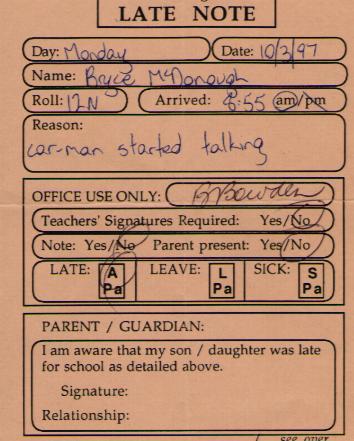 LATE NOTE
Day: Monday Date: 10/3/97
Name: Bryce McDonough
Roll: 12N Arrived: 8:55 am/pm
Reason:
car-man started talking
OFFICE USE ONLY: B Bowden
Teachers' Signatures Required: Yes/No
Note: Yes/No Parent present: Yes/No
LATE: A Pa LEAVE: L Pa SICK: S Pa
PARENT / GUARDIAN:
I am aware that my son / daughter was late
for school as detailed above.
Signature:
Relationship:
see over